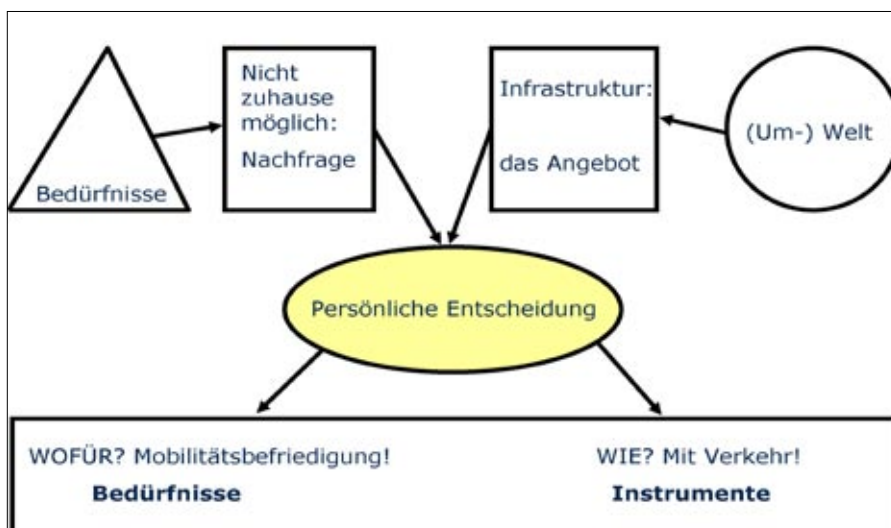 Bedürfnisse
Nicht
zuhause
möglich:
Nachfrage
Infrastruktur:
das Angebot
(Um-) Welt
Persönliche Entscheidung
WOFÜR? Mobilitätsbefriedigung!
Bedürfnisse
WIE? Mit Verkehr!
Instrumente